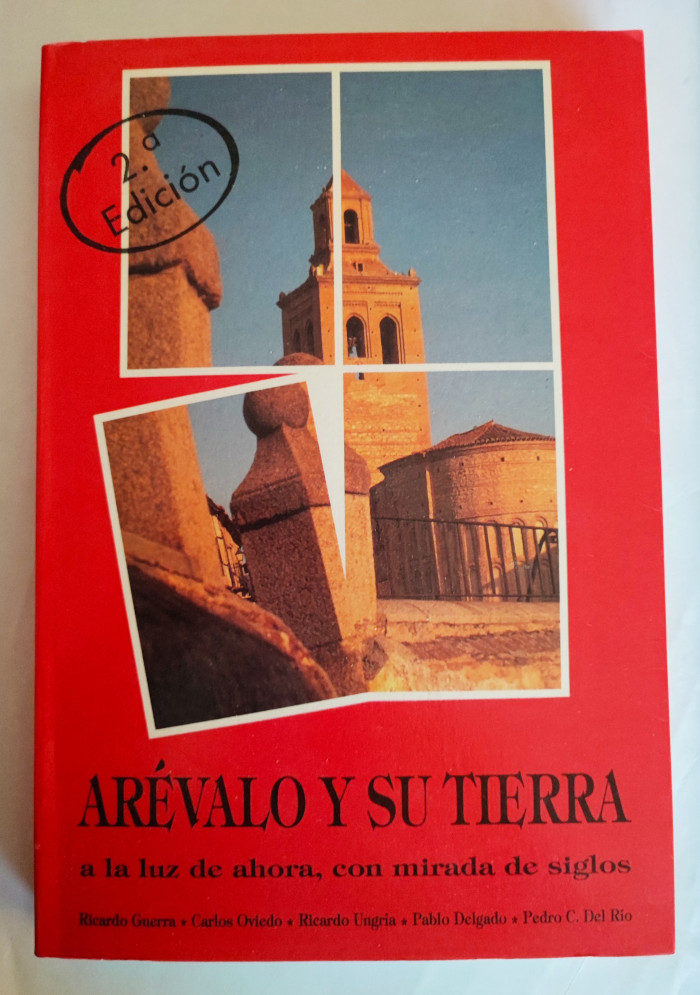 2.ª
Edición
ARÉVALO Y SU TIERRA
a la luz de ahora, con mirada de siglos
Ricardo Guerra * Carlos Oviedo * Ricardo Ungría * Pablo Delgado * Pedro C. Del Río